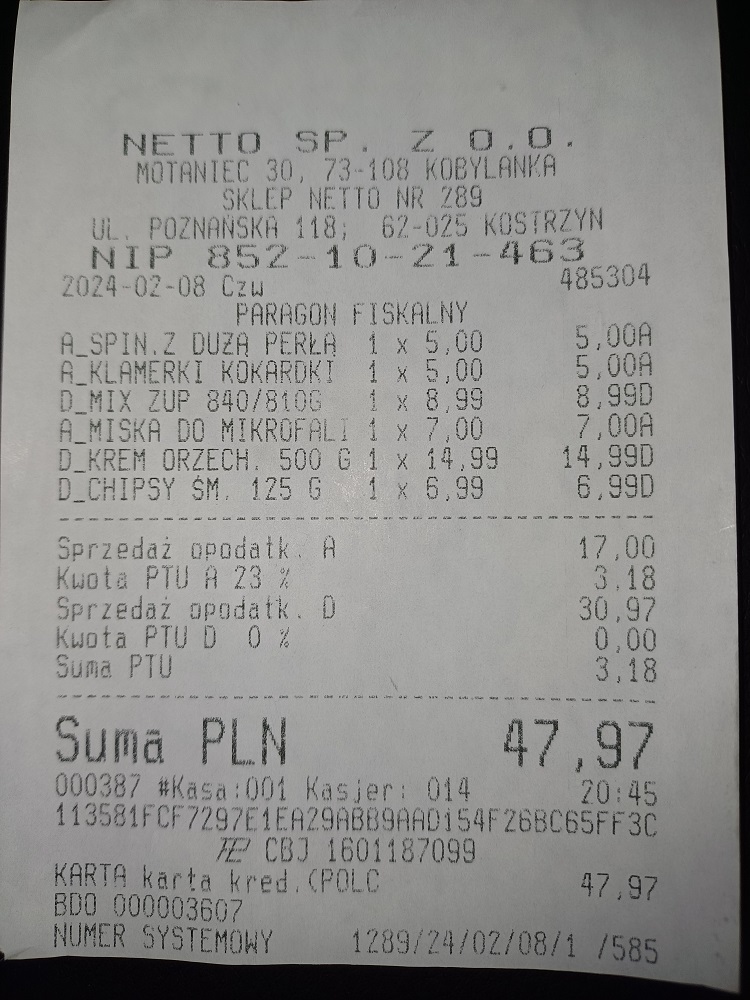 NETTO SP. Z O.O.
MOTANIEC 30, 73-108 KOBYLANKA
SKLEP NETTO NR 289
UL. POZNAŃSKA 118; 62-025 KOSTRZYN
NIP 852-10-21-463
2024-02-08 Czw 485304
PARAGON FISKALNY
A_SPIN.Z DUŻĄ PERŁĄ 1 x 5,00 5,00A
A_KLAMERKI KOKARDKI 1 x 5,00 5,00A
D_MIX ZUP 840/810G 1 x 8,99 8,99D
A_MISKA DO MIKROFALI 1 x 7,00 7,00A
D_KREM ORZECH. 500 G 1 x 14,99 14,99D
D_CHIPSY ŚM. 125 G 1 x 6,99 6,99D
Sprzedaż opodatk. A 17,00
Kwota PTU A 23 % 3,18
Sprzedaż opodatk. D 30,97
Kwota PTU D 0 % 0,00
Suma PTU 3,18
Suma PLN 47,97
000387 #Kasa:001 Kasjer: 014 20:45
113581FCF7297E1EA29ABB9AAD154F26BC65FF3C
CBJ 1601187099
KARTA karta kred.(POLC 47,97
BDO 000003607
NUMER SYSTEMOWY 1289/24/02/08/1 /585